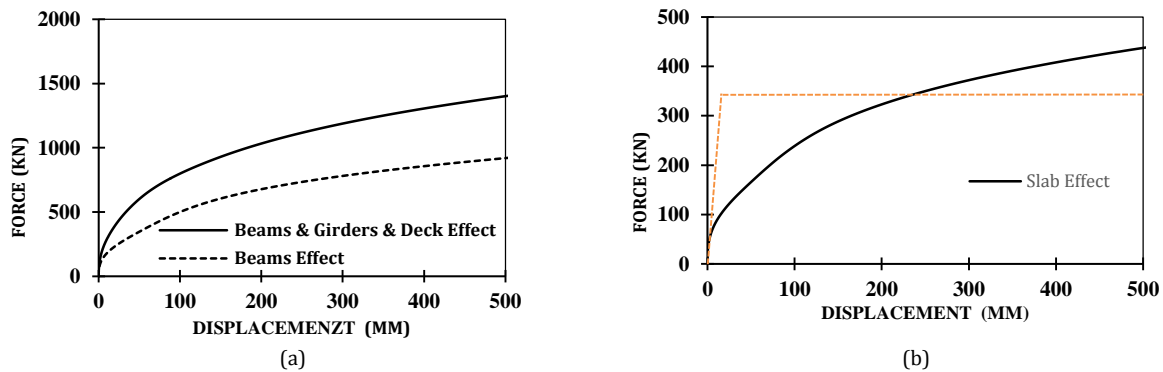 2000
1500
1000
500
0
FORCE (KN)
Beams & Girders & Deck Effect
Beams Effect
0 100 200 300 400 500
DISPLACEMENZT (MM)
(a)
500
400
300
200
100
0
FORCE (KN)
Slab Effect
0 100 200 300 400 500
DISPLACEMENT (MM)
(b)